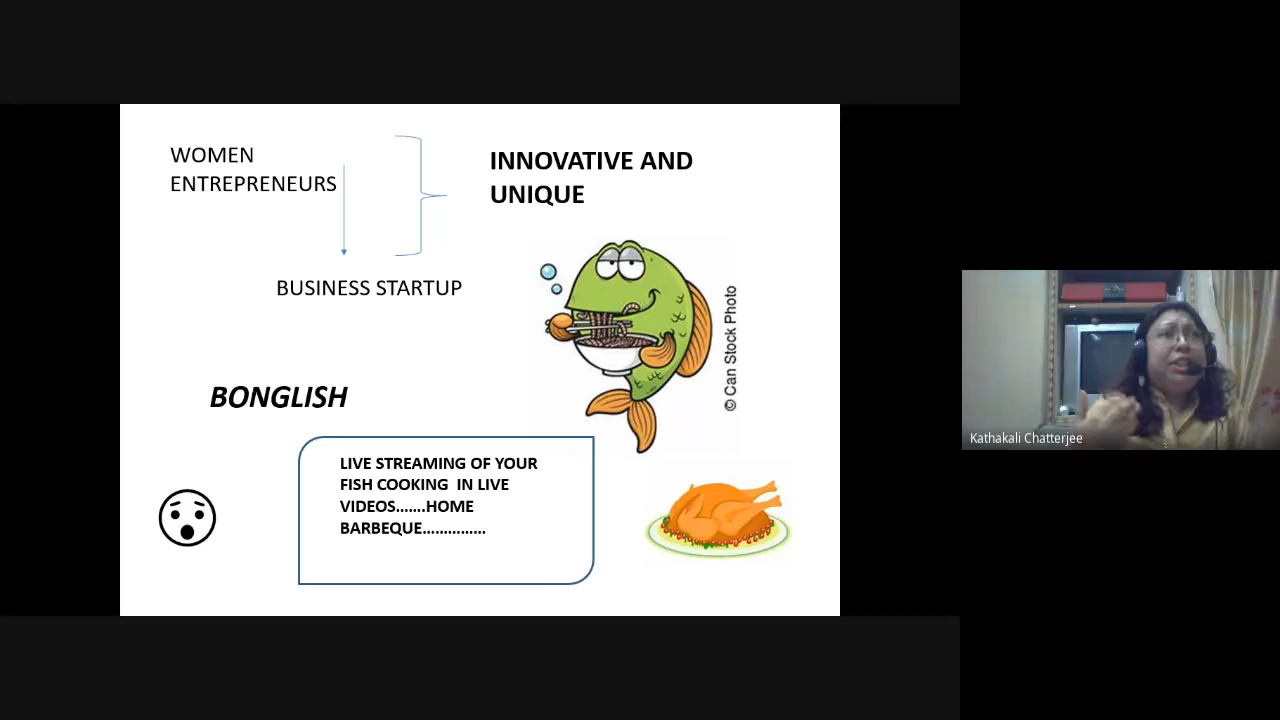 WOMEN
ENTREPRENEURS
INNOVATIVE AND
UNIQUE
BUSINESS STARTUP
© Can Stock Photo
BONGLISH
LIVE STREAMING OF YOUR
FISH COOKING IN LIVE
VIDEOS.......HOME
BARBEQUE...............
Kathakali Chatterjee